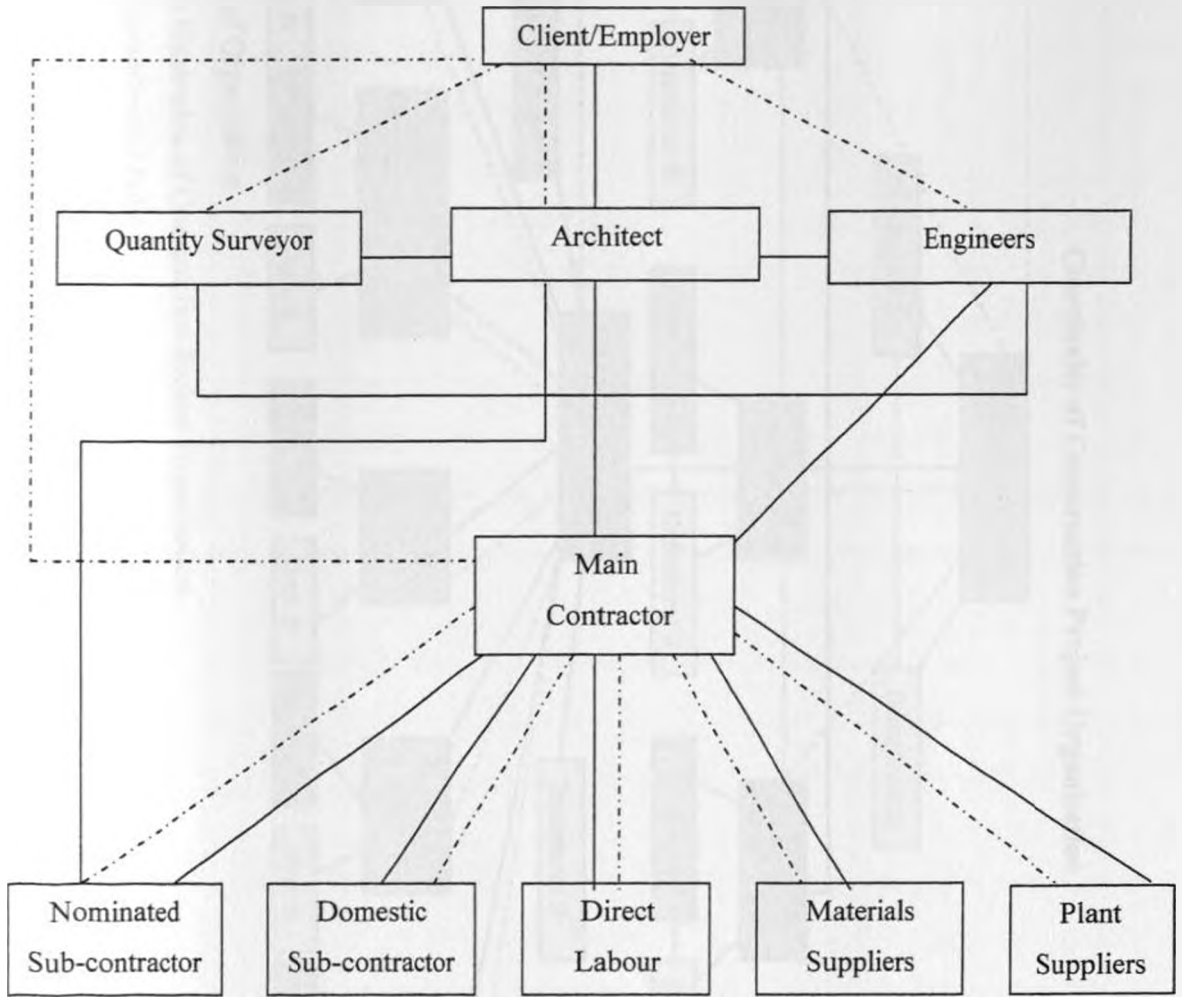 Client/Employer
Quantity Surveyor
Architect
Engineers
Main
Contractor
Nominated
Sub-contractor
Domestic
Sub-contractor
Direct
Labour
Materials
Suppliers
Plant
Suppliers